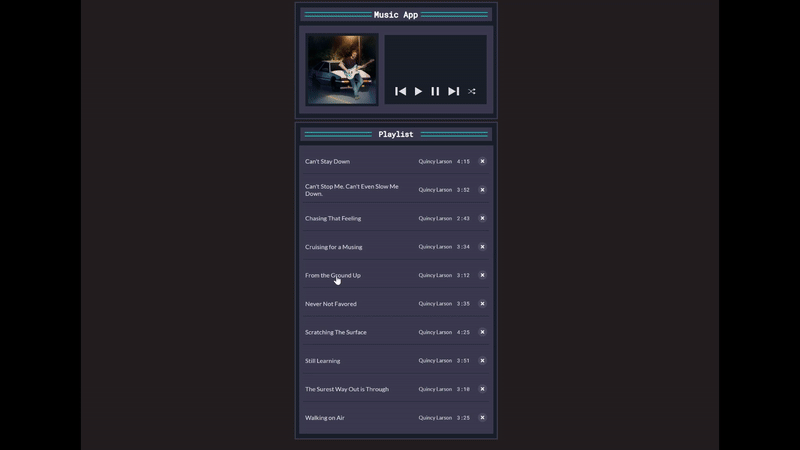 Music App
Playlist
Can't Stay Down Quincy Larson 4:15
Can't Stop Me. Can't Even Slow Me Quincy Larson 3:52
Down.
Chasing That Feeling Quincy Larson 2:43
Cruising for a Musing Quincy Larson 3:34
From the Ground Up Quincy Larson 3:12
Never Not Favored Quincy Larson 3:35
Scratching The Surface Quincy Larson 4:25
Still Learning Quincy Larson 3:51
The Surest Way Out is Through Quincy Larson 3:10
Walking on Air Quincy Larson 3:25